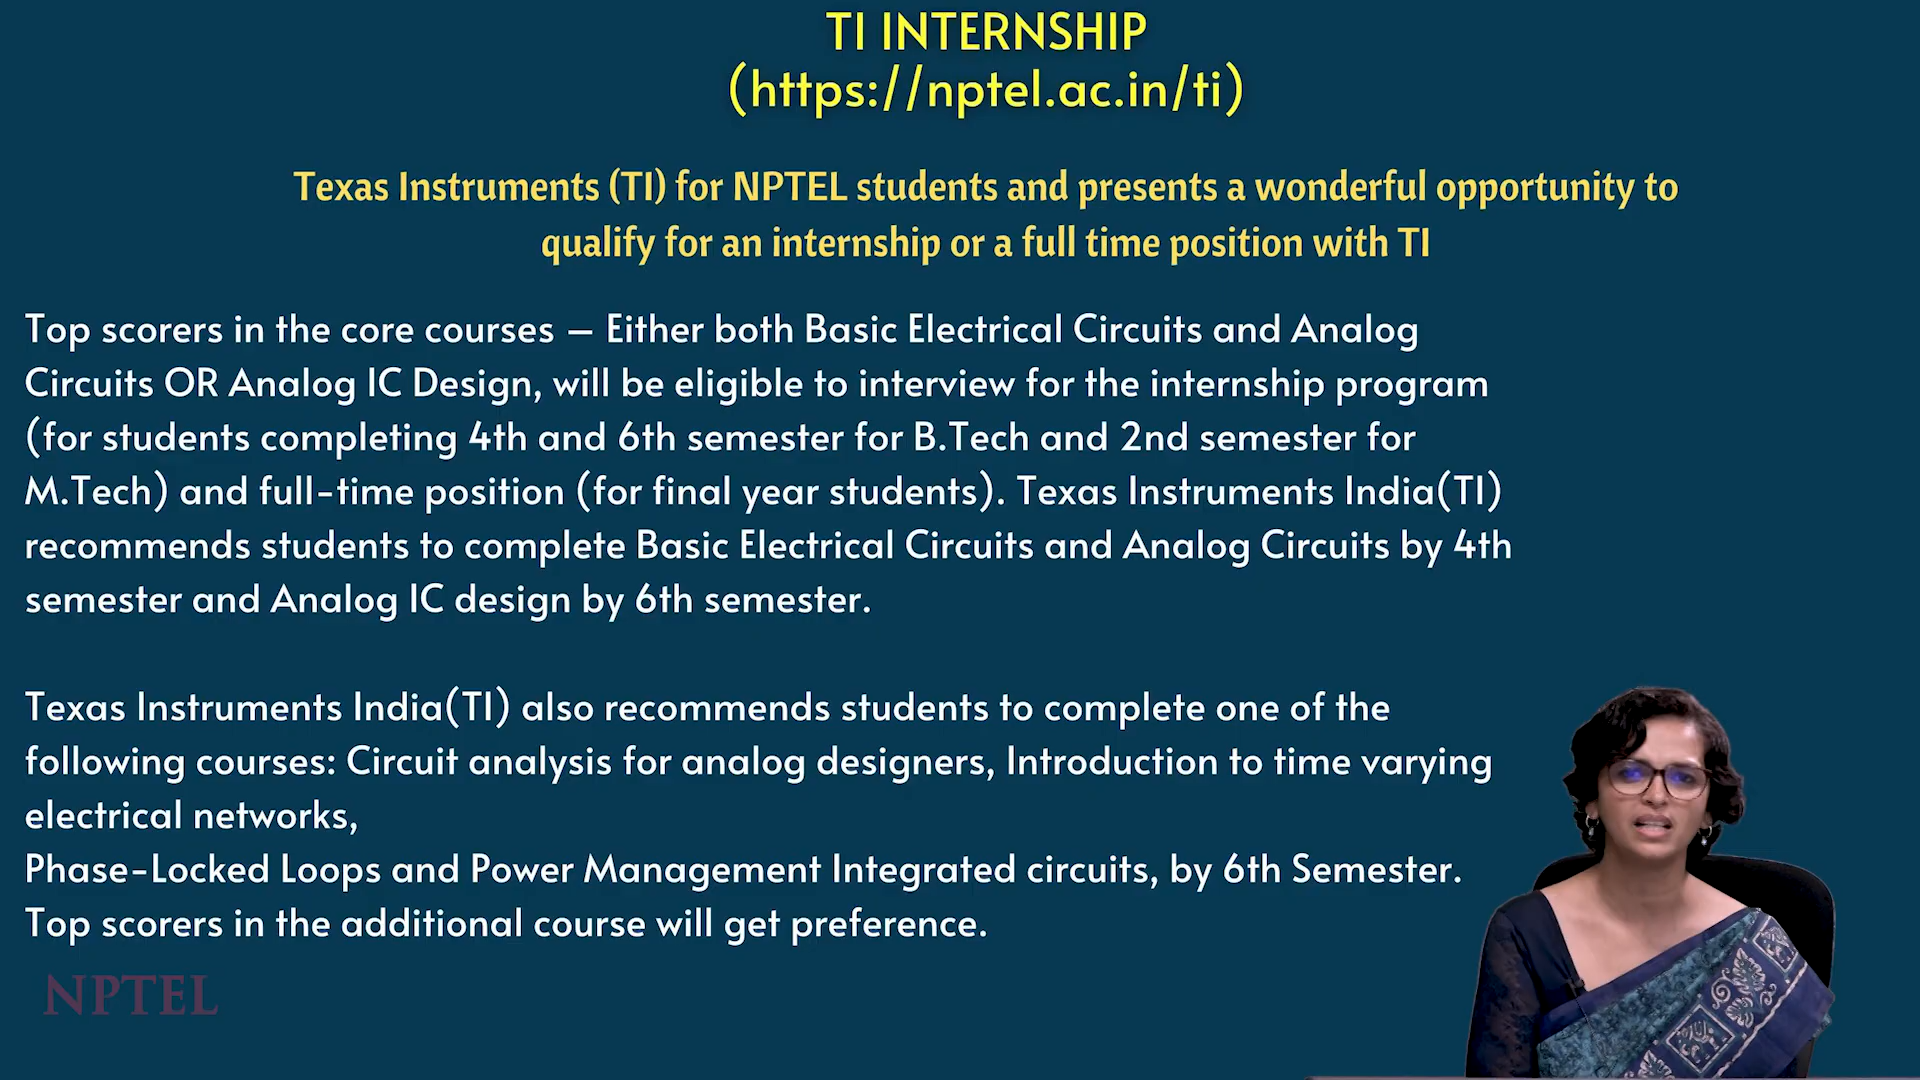 TI INTERNSHIP
(https://nptel.ac.in/ti)
Texas Instruments (TI) for NPTEL students and presents a wonderful opportunity to
qualify for an internship or a full time position with TI
Top scorers in the core courses – Either both Basic Electrical Circuits and Analog
Circuits OR Analog IC Design, will be eligible to interview for the internship program
(for students completing 4th and 6th semester for B.Tech and 2nd semester for
M.Tech) and full-time position (for final year students). Texas Instruments India(TI)
recommends students to complete Basic Electrical Circuits and Analog Circuits by 4th
semester and Analog IC design by 6th semester.
Texas Instruments India(TI) also recommends students to complete one of the
following courses: Circuit analysis for analog designers, Introduction to time varying
electrical networks,
Phase-Locked Loops and Power Management Integrated circuits, by 6th Semester.
Top scorers in the additional course will get preference.
NPTEL